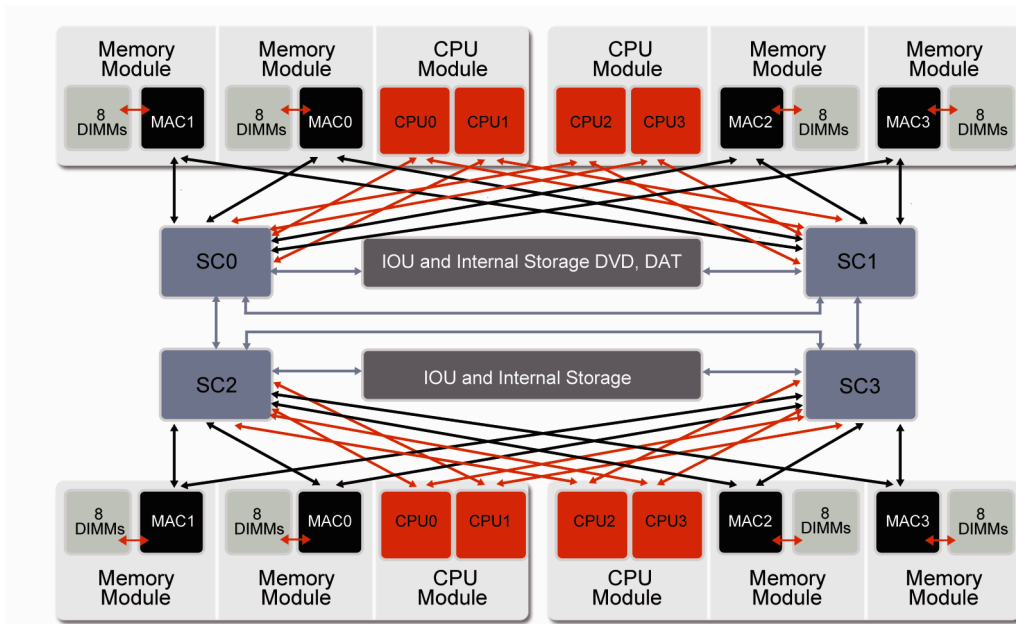 Memory
Module
Memory
Module
CPU
Module
CPU
Module
Memory
Module
Memory
Module
8
DIMMs
MAC1
8
DIMMs
MAC0
CPU0
CPU1
CPU2
CPU3
MAC2
8
DIMMs
MAC3
8
DIMMs
SC0
IOU and Internal Storage DVD, DAT
SC1
SC2
IOU and Internal Storage
SC3
8
DIMMs
MAC1
8
DIMMs
MAC0
CPU0
CPU1
CPU2
CPU3
MAC2
8
DIMMs
MAC3
8
DIMMs
Memory
Module
Memory
Module
CPU
Module
CPU
Module
Memory
Module
Memory
Module